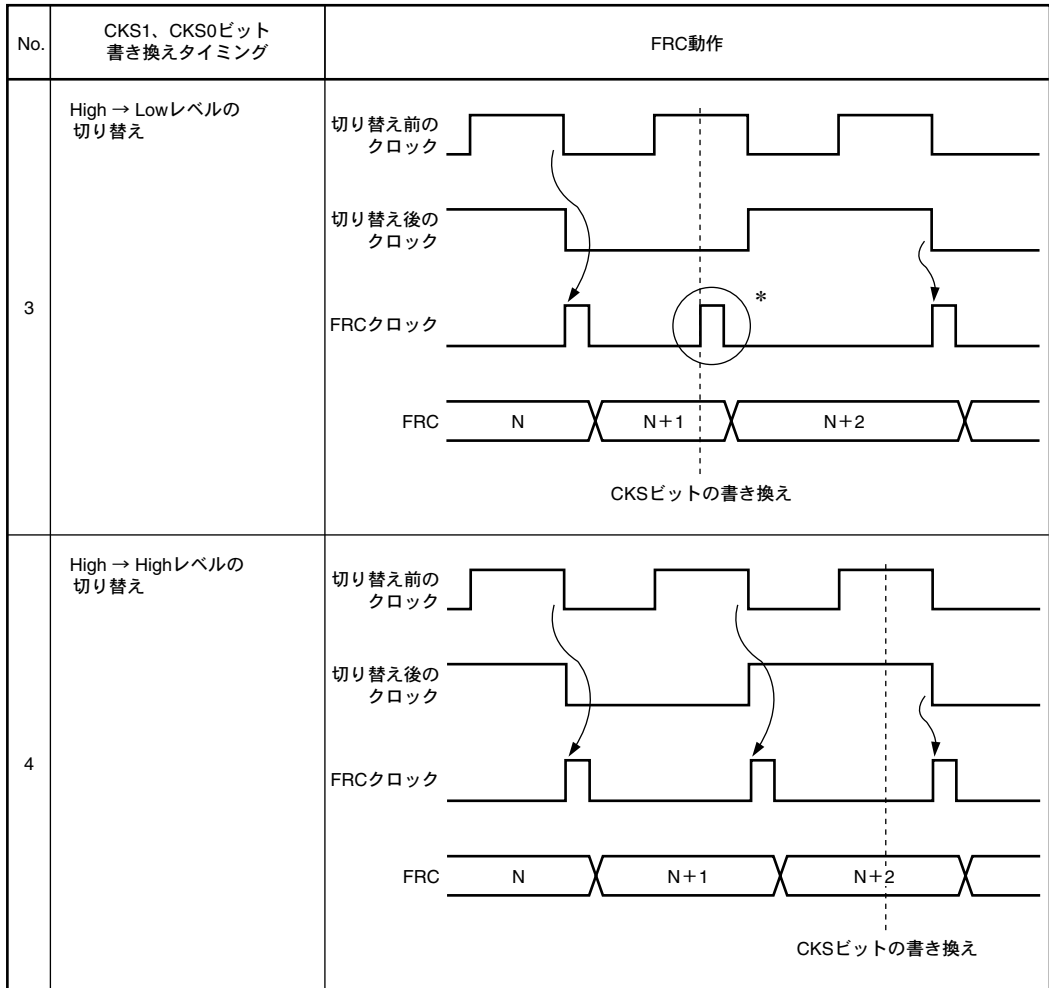 No.
CKS1、CKS0ビット
書き換えタイミング
FRC動作
3
High → Lowレベルの
切り替え
切り替え前の
クロック
切り替え後の
クロック
FRCクロック
*
FRC
N
N+1
N+2
CKSビットの書き換え
4
High → Highレベルの
切り替え
切り替え前の
クロック
切り替え後の
クロック
FRCクロック
FRC
N
N+1
N+2
CKSビットの書き換え